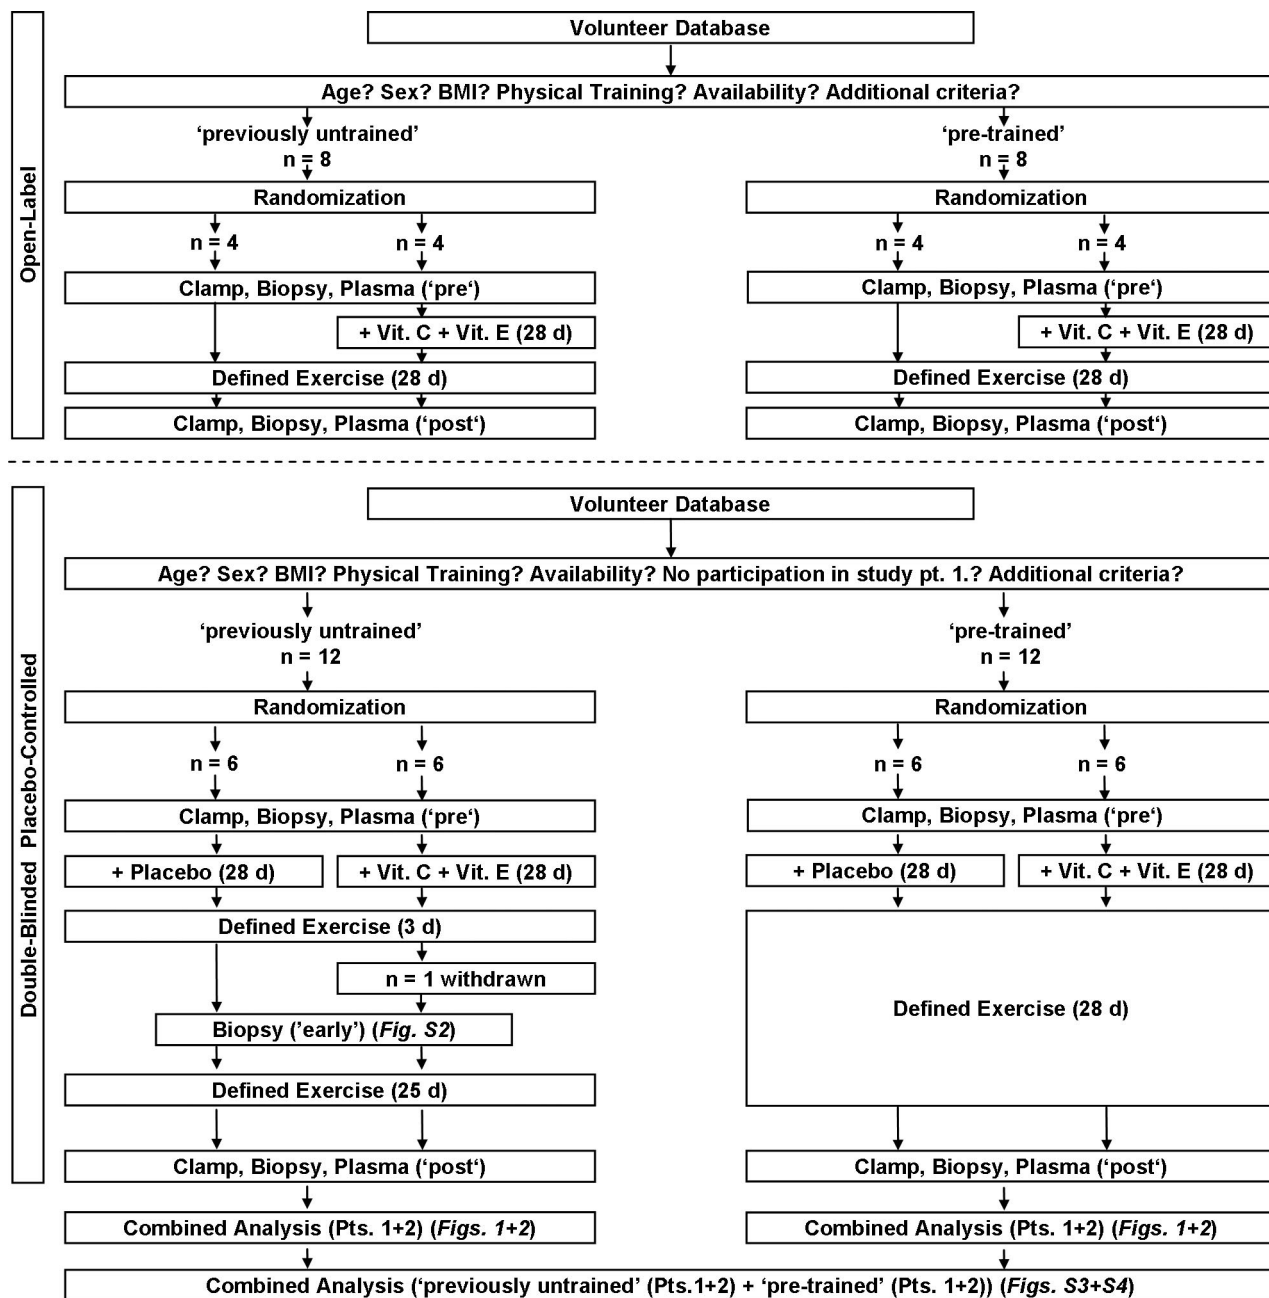 Open-Label
Volunteer Database
Age? Sex? BMI? Physical Training? Availability? Additional criteria?
‘previously untrained’
n = 8
‘pre-trained’
n = 8
Randomization
Randomization
n = 4
n = 4
n = 4
n = 4
Clamp, Biopsy, Plasma (‘pre‘)
Clamp, Biopsy, Plasma (‘pre‘)
+ Vit. C + Vit. E (28 d)
+ Vit. C + Vit. E (28 d)
Defined Exercise (28 d)
Defined Exercise (28 d)
Clamp, Biopsy, Plasma (‘post‘)
Clamp, Biopsy, Plasma (‘post‘)
Double-Blinded Placebo-Controlled
Volunteer Database
Age? Sex? BMI? Physical Training? Availability? No participation in study pt. 1.? Additional criteria?
‘previously untrained’
n = 12
‘pre-trained’
n = 12
Randomization
Randomization
n = 6
n = 6
n = 6
n = 6
Clamp, Biopsy, Plasma (‘pre‘)
Clamp, Biopsy, Plasma (‘pre‘)
+ Placebo (28 d)
+ Vit. C + Vit. E (28 d)
+ Placebo (28 d)
+ Vit. C + Vit. E (28 d)
Defined Exercise (3 d)
n = 1 withdrawn
Biopsy (’early’) (Fig. S2)
Defined Exercise (25 d)
Defined Exercise (28 d)
Clamp, Biopsy, Plasma (‘post‘)
Clamp, Biopsy, Plasma (‘post‘)
Combined Analysis (Pts. 1+2) (Figs. 1+2)
Combined Analysis (Pts. 1+2) (Figs. 1+2)
Combined Analysis (‘previously untrained’ (Pts.1+2) + ‘pre-trained’ (Pts. 1+2)) (Figs. S3+S4)